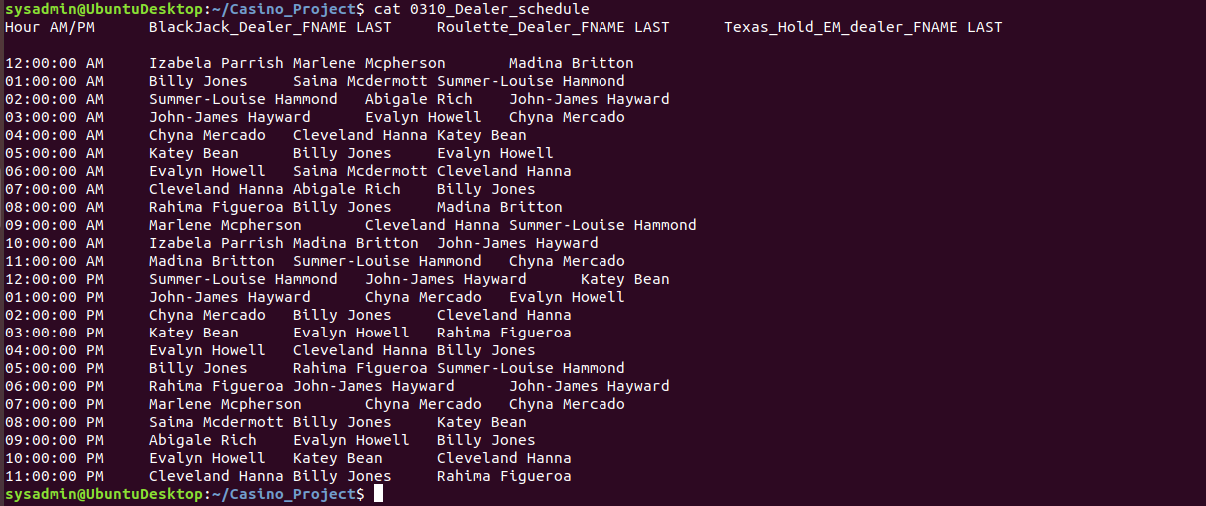 sysadmin@UbuntuDesktop:~/Casino_Project$ cat 0310_Dealer_schedule
Hour AM/PM BlackJack_Dealer_FNAME LAST Roulette_Dealer_FNAME LAST Texas_Hold_EM_dealer_FNAME LAST
12:00:00 AM Izabela Parrish Marlene Mcpherson Madina Britton
01:00:00 AM Billy Jones Saima Mcdermott Summer-Louise Hammond
02:00:00 AM Summer-Louise Hammond Abigale Rich John-James Hayward
03:00:00 AM John-James Hayward Evalyn Howell Chyna Mercado
04:00:00 AM Chyna Mercado Cleveland Hanna Katey Bean
05:00:00 AM Katey Bean Billy Jones Evalyn Howell
06:00:00 AM Evalyn Howell Saima Mcdermott Cleveland Hanna
07:00:00 AM Cleveland Hanna Abigale Rich Billy Jones
08:00:00 AM Rahima Figueroa Billy Jones Madina Britton
09:00:00 AM Marlene Mcpherson Cleveland Hanna Summer-Louise Hammond
10:00:00 AM Izabela Parrish Madina Britton John-James Hayward
11:00:00 AM Madina Britton Summer-Louise Hammond Chyna Mercado
12:00:00 PM Summer-Louise Hammond John-James Hayward Katey Bean
01:00:00 PM John-James Hayward Chyna Mercado Evalyn Howell
02:00:00 PM Chyna Mercado Billy Jones Cleveland Hanna
03:00:00 PM Katey Bean Evalyn Howell Rahima Figueroa
04:00:00 PM Evalyn Howell Cleveland Hanna Billy Jones
05:00:00 PM Billy Jones Rahima Figueroa Summer-Louise Hammond
06:00:00 PM Rahima Figueroa John-James Hayward John-James Hayward
07:00:00 PM Marlene Mcpherson Chyna Mercado Chyna Mercado
08:00:00 PM Saima Mcdermott Billy Jones Katey Bean
09:00:00 PM Abigale Rich Evalyn Howell Billy Jones
10:00:00 PM Evalyn Howell Katey Bean Cleveland Hanna
11:00:00 PM Cleveland Hanna Billy Jones Rahima Figueroa
sysadmin@UbuntuDesktop:~/Casino_Project$